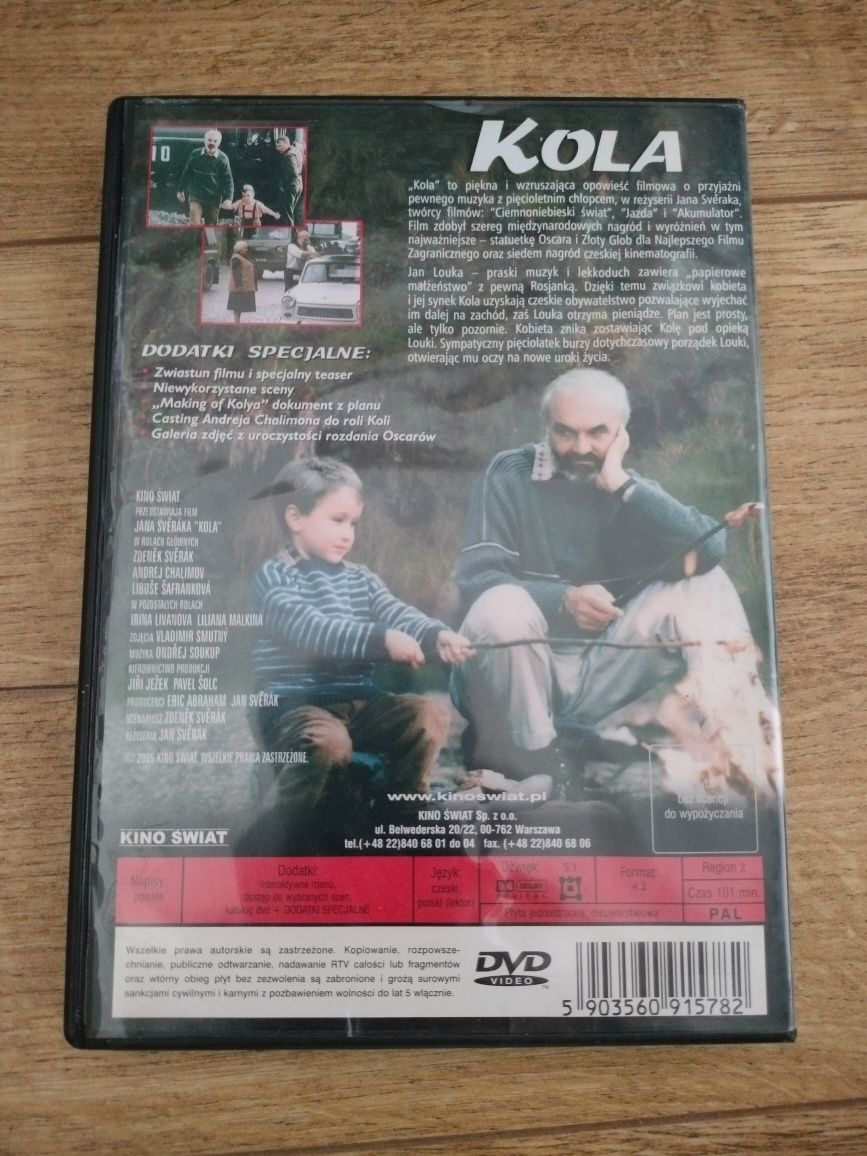 KOLA
„Kola” to piękna i wzruszająca opowieść filmowa o przyjaźni
pewnego muzyka z pięcioletnim chłopcem, w reżyserii Jana Svěraka,
twórcy filmów: "Ciemnoniebieski świat", "Jazda" i "Akumulator".
Film zdobył szereg międzynarodowych nagród i wyróżnień w tym
najważniejsze – statuetkę Oscara i Złoty Glob dla Najlepszego Filmu
Zagranicznego oraz siedem nagród czeskiej kinematografii.
Jan Louka – praski muzyk i lekkoduch zawiera „papierowe
małżeństwo” z pewną Rosjanką. Dzięki temu związkowi kobieta
i jej synek Kola uzyskają czeskie obywatelstwo pozwalające wyjechać
im dalej na zachód, zaś Louka otrzyma pieniądze. Plan jest prosty,
ale tylko pozornie. Kobieta znika zostawiając Kolę pod opieką
Louki. Sympatyczny pięciolatek burzy dotychczasowy porządek Louki,
otwierając mu oczy na nowe uroki życia.
DODATKI SPECJALNE:
• Zwiastun filmu i specjalny teaser
• Niewykorzystane sceny
• „Making of Kolya” dokument z planu
• Casting Andreja Chalimona do roli Koli
• Galeria zdjęć z uroczystości rozdania Oscarów
KINO ŚWIAT
PRZEDSTAWIAJA FILM
JANA SVĚRÁKA "KOLA"
W ROLACH GŁÓWNYCH
ZDENĚK SVĚRÁK
ANDREJ CHALIMOV
LIBUŠE ŠAFRANKOVÁ
W POZOSTAŁYCH ROLACH
IRINA LIVANOVA LILIANA MALKINA
ZDJĘCIA VLADIMIR SMUTNÝ
MUZYKA ONDŘEJ SOUKUP
KIEROWNICTWO PRODUKCJI
JIŘI JEŽEK PAVEL ŠOLC
PRODUCENCI ERIC ABRAHAM JAN SVĚRÁK
SCENARIUSZ ZDENĚK SVĚRÁK
REŻYSERIA JAN SVĚRÁK
2005 KINO ŚWIAT. WSZELKIE PRAWA ZASTRZEŻONE.
www.kinoswiat.pl
KINO ŚWIAT Sp. z o.o.
ul. Belwederska 20/22, 00-762 Warszawa
tel.(+48 22)840 68 01 do 04 fax. (+48 22)840 68 06
bez licencji
do wypożyczania
KINO ŚWIAT
Napisy:
polskie
Dodatki:
Interaktywne menu,
dostęp do wybranych scen,
katalog dvd + DODATKI SPECJALNE
Język:
czeski,
polski (lektor)
Dźwięk: 5.1
DOLBY
DIGITAL
Płyta jednostronna, dwuwarstwowa
Format:
4:3
Region 2
Czas 101 min.
PAL
Wszelkie prawa autorskie są zastrzeżone. Kopiowanie, rozpowsze-
chnianie, publiczne odtwarzanie, nadawanie RTV całości lub fragmentów
oraz wtórny obieg płyt bez zezwolenia są zabronione i grożą surowymi
sankcjami cywilnymi i karnymi z pozbawieniem wolności do lat 5 włącznie.
DVD
VIDEO
TM
5 903560 915782